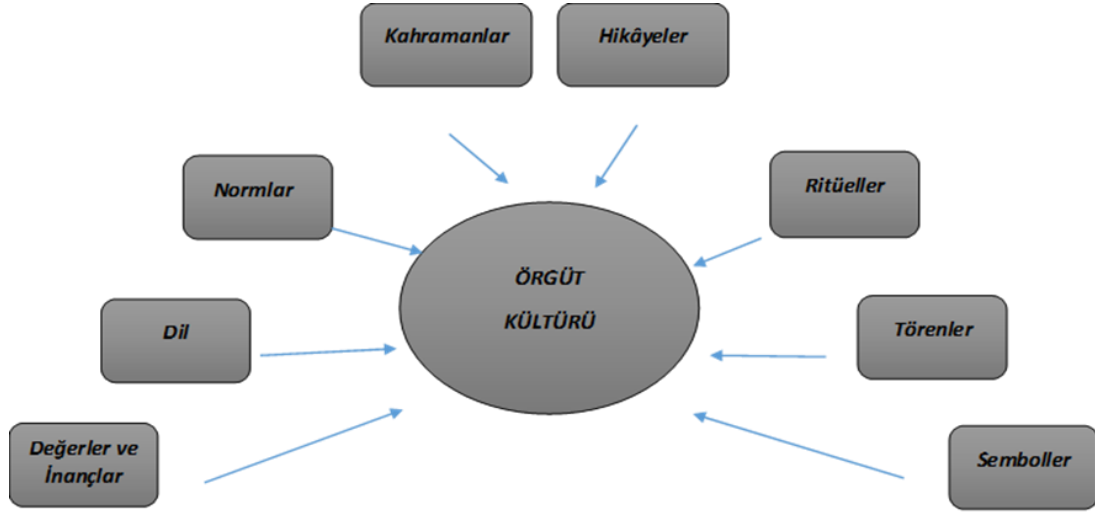 Kahramanlar
Hikâyeler
Normlar
Ritüeller
ÖRGÜT
KÜLTÜRÜ
Dil
Törenler
Değerler ve
İnançlar
Semboller